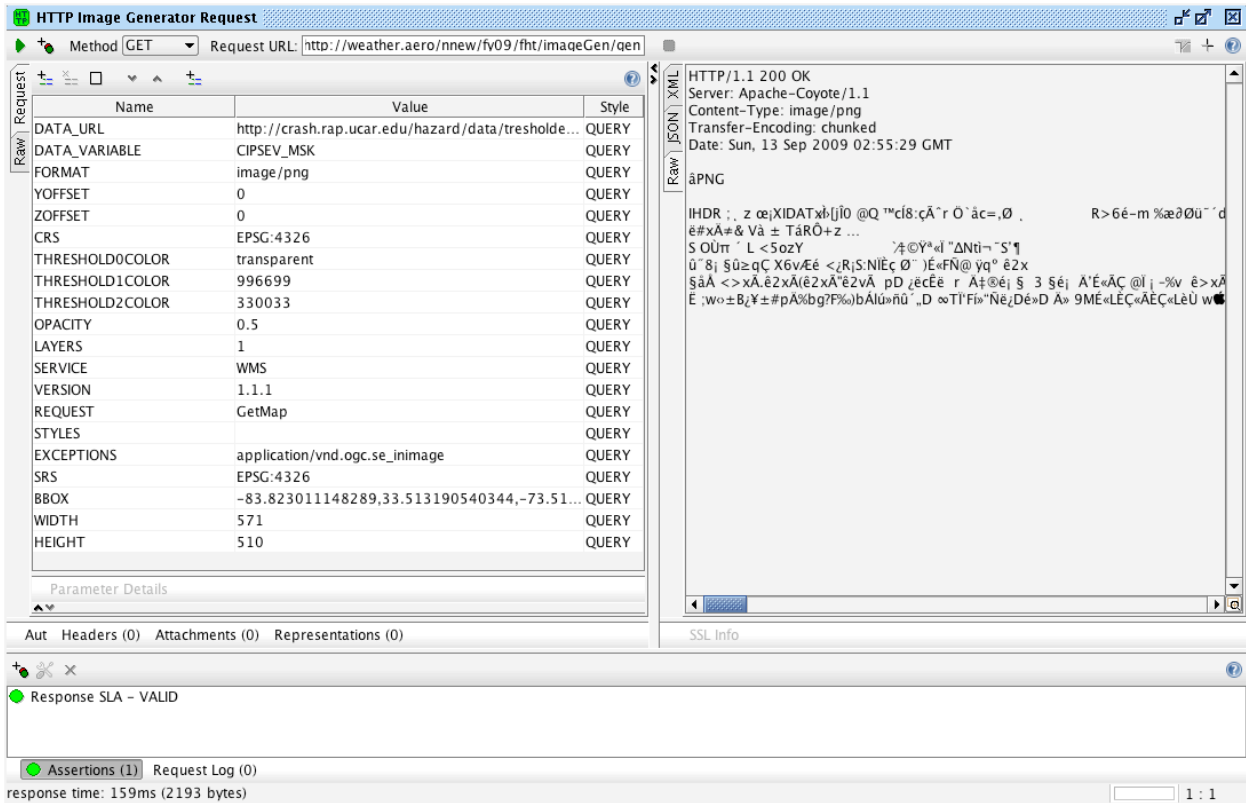 HTTP Image Generator Request
Method GET Request URL: http://weather.aero/nnew/fy09/fht/imageGen/gen
Request
Raw
Name Value Style
DATA_URL http://crash.rap.ucar.edu/hazard/data/tresholde... QUERY
DATA_VARIABLE CIPSEV_MSK QUERY
FORMAT image/png QUERY
YOFFSET 0 QUERY
ZOFFSET 0 QUERY
CRS EPSG:4326 QUERY
THRESHOLD0COLOR transparent QUERY
THRESHOLD1COLOR 996699 QUERY
THRESHOLD2COLOR 330033 QUERY
OPACITY 0.5 QUERY
LAYERS 1 QUERY
SERVICE WMS QUERY
VERSION 1.1.1 QUERY
REQUEST GetMap QUERY
STYLES QUERY
EXCEPTIONS application/vnd.ogc.se_inimage QUERY
SRS EPSG:4326 QUERY
BBOX -83.823011148289,33.513190540344,-73.51... QUERY
WIDTH 571 QUERY
HEIGHT 510 QUERY
Parameter Details
Aut Headers (0) Attachments (0) Representations (0)
XML
JSON
Raw
HTTP/1.1 200 OK
Server: Apache-Coyote/1.1
Content-Type: image/png
Transfer-Encoding: chunked
Date: Sun, 13 Sep 2009 02:55:29 GMT
âPNG
IHDR
SSL Info
Response SLA - VALID
Assertions (1) Request Log (0)
response time: 159ms (2193 bytes)
1 : 1